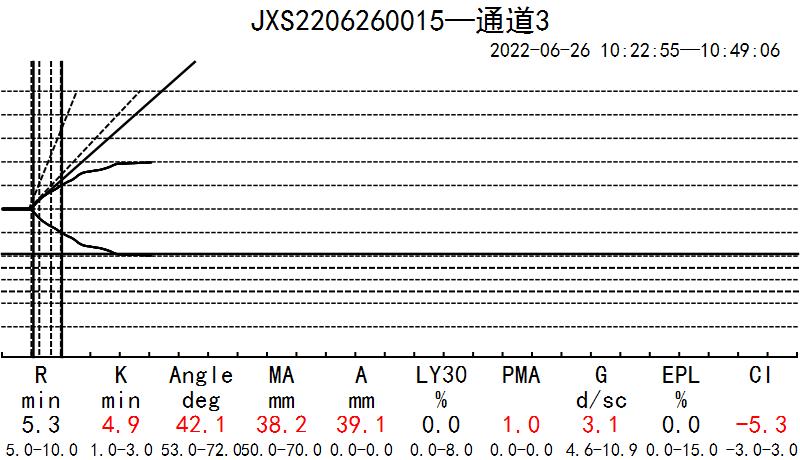 JXS2206260015—通道3
2022-06-26 10:22:55—10:49:06
R K Angle MA A LY30 PMA G EPL CI
min min deg mm mm % d/sc %
5.3 4.9 42.1 38.2 39.1 0.0 1.0 3.1 0.0 -5.3
5.0-10.0 1.0-3.0 53.0-72.0 50.0-70.0 0.0-0.0 0.0-8.0 0.0-0.0 4.6-10.9 0.0-15.0 -3.0-3.0